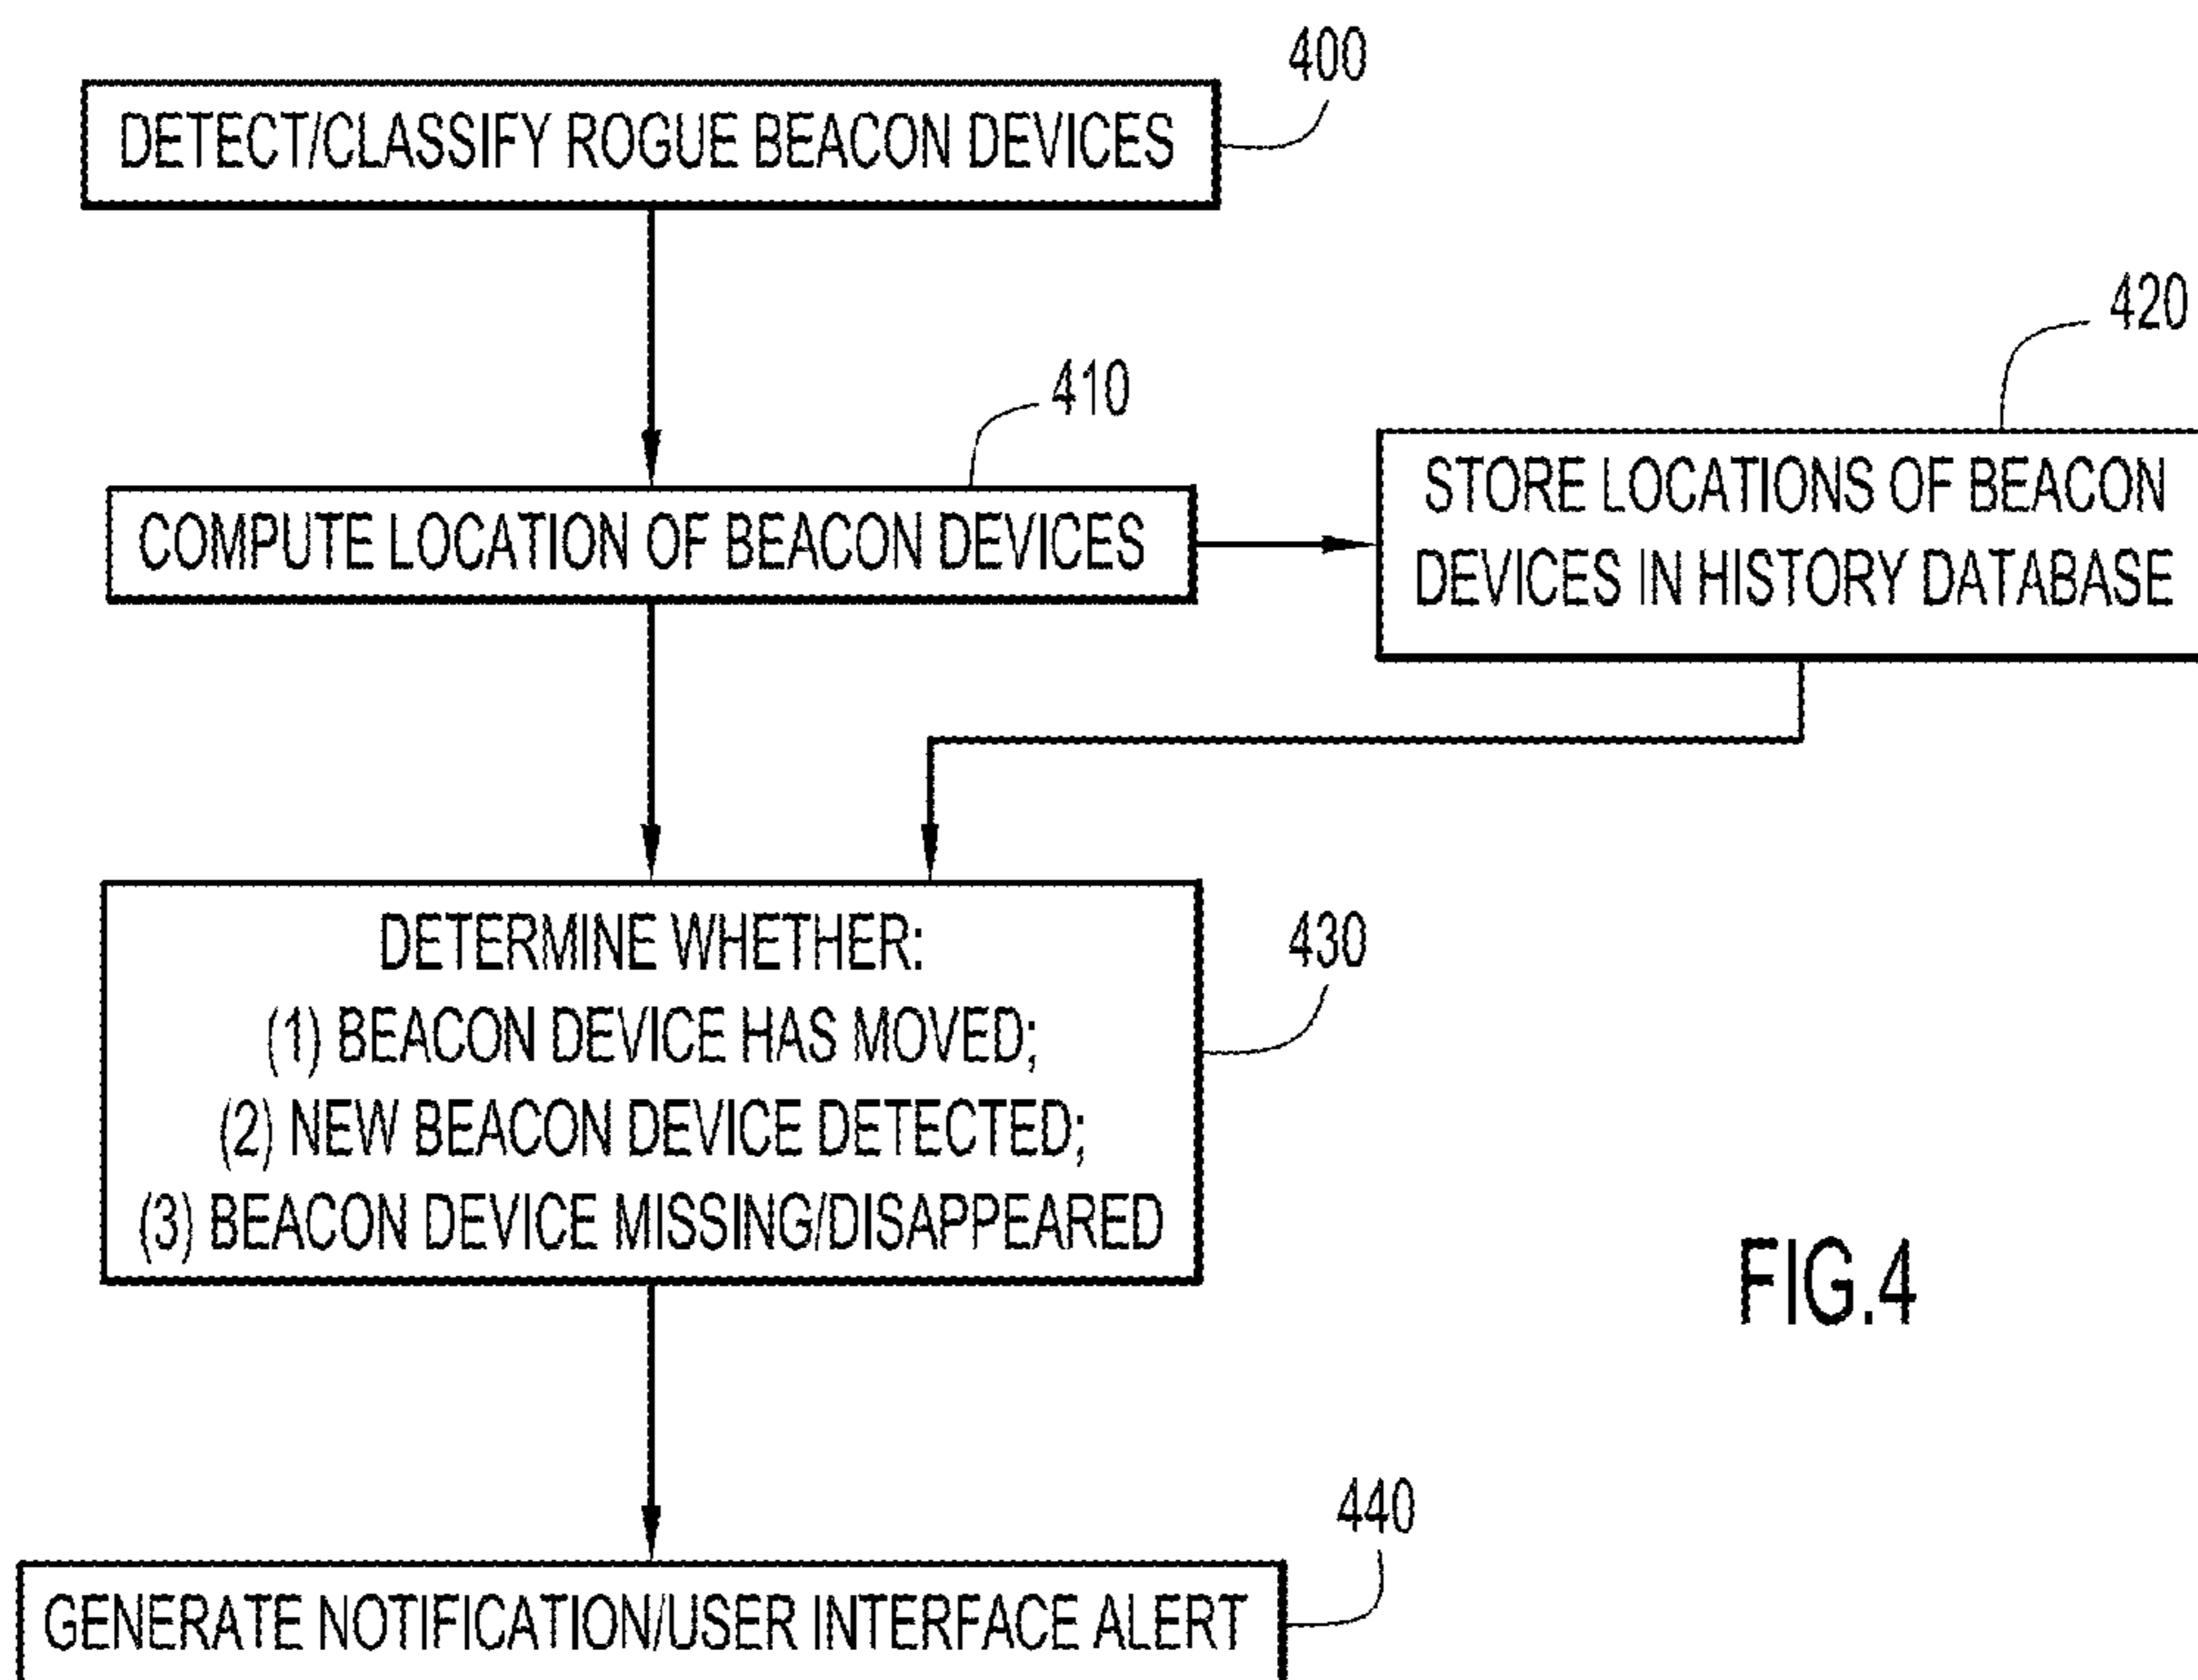 400
DETECT/CLASSIFY ROGUE BEACON DEVICES
420
410
COMPUTE LOCATION OF BEACON DEVICES
STORE LOCATIONS OF BEACON
DEVICES IN HISTORY DATABASE
430
DETERMINE WHETHER:
(1) BEACON DEVICE HAS MOVED;
(2) NEW BEACON DEVICE DETECTED;
(3) BEACON DEVICE MISSING/DISAPPEARED
FIG.4
440
GENERATE NOTIFICATION/USER INTERFACE ALERT